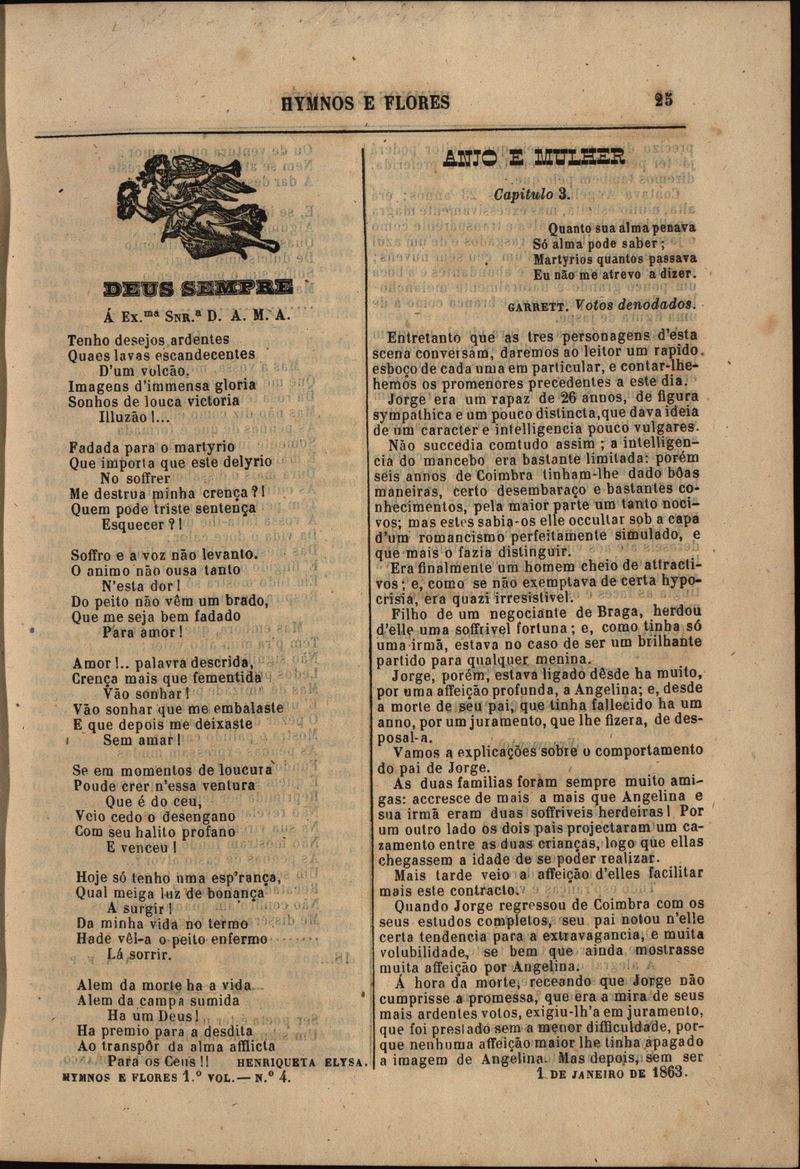 HYMNOS E FLORES
25
DEUS SEMPRE
Á Ex.ma Snr.a D. A. M. A.
Tenho desejos ardentes
Quaes lavas escandecentes
D'um volcão.
Imagens d'immensa gloria
Sonhos de louca victoria
Illuzão!...
Fadada para o martyrio
Que importa que este delyrio
No soffrer
Me destrua minha crença?!
Quem pode triste sentença
Esquecer?!
Soffro e a voz não levanto.
O animo não ousa tanto
N'esta dor!
Do peito não vêm um brado,
Que me seja bem fadado
Para amor!
Amor!.. palavra descrida,
Crença mais que fementida
Vão sonhar!
Vão sonhar que me embalaste
E que depois me deixaste
Sem amar!
Se em momentos de loucura
Poude crer n'essa ventura
Que é do ceu,
Veio cedo o desengano
Com seu halito profano
E venceu!
Hoje só tenho uma esp'rança,
Qual meiga luz de bonança
A surgir!
Da minha vida no termo
Hade vêl-a o peito enfermo
Lá sorrir.
Alem da morte ha a vida
Alem da campa sumida
Ha um Deus!
Ha premio para a desdita
Ao transpôr da alma afflicta
Para os Ceus!! HENRIQUETA ELYSA.
HYMNOS E FLORES 1.º VOL.— N.º 4.
ANJO E MULHER
Capitulo 3.
Quanto sua alma penava
Só alma pode saber;
Martyrios quantos passava
Eu não me atrevo a dizer.
GARRETT. Votos denodados.
Entretanto que as tres personagens d'esta
scena conversam, daremos ao leitor um rapido
esboço de cada uma em particular, e contar-lhe-
hemos os promenores precedentes a este dia.
Jorge era um rapaz de 26 annos, de figura
sympathica e um pouco distincta,que dava ideia
de um caracter e intelligencia pouco vulgares.
Não succedia comtudo assim; a intelligen-
cia do mancebo era bastante limitada: porém
seis annos de Coimbra tinham-lhe dado bôas
maneiras, certo desembaraço e bastantes co-
nhecimentos, pela maior parte um tanto noci-
vos; mas estes sabia-os elle occultar sob a capa
d'um romancismo perfeitamente simulado, e
que mais o fazia distinguir.
Era finalmente um homem cheio de attracti-
vos; e, como se não exemptava de certa hypo-
crisia, era quazi irresistivel.
Filho de um negociante de Braga, herdou
d'elle uma soffrivel fortuna; e, como tinha só
uma irmã, estava no caso de ser um brilhante
partido para qualquer menina.
Jorge, porém, estava ligado dêsde ha muito,
por uma affeição profunda, a Angelina; e, desde
a morte de seu pai, que tinha fallecido ha um
anno, por um juramento, que lhe fizera, de des-
posal-a.
Vamos a explicações sobre o comportamento
do pai de Jorge.
As duas familias foram sempre muito ami-
gas: accresce de mais a mais que Angelina e
sua irmã eram duas soffriveis herdeiras! Por
um outro lado os dois pais projectaram um ca-
zamento entre as duas crianças, logo que ellas
chegassem a idade de se poder realizar.
Mais tarde veio a affeição d'elles facilitar
mais este contracto.
Quando Jorge regressou de Coimbra com os
seus estudos completos, seu pai notou n'elle
certa tendencia para a extravagancia, e muita
volubilidade, se bem que ainda mostrasse
muita affeição por Angelina.
Á hora da morte, receando que Jorge não
cumprisse a promessa, que era a mira de seus
mais ardentes votos, exigiu-lh'a em juramento,
que foi prestado sem a menor difficuldade, por-
que nenhuma affeição maior lhe tinha apagado
a imagem de Angelina. Mas depois, sem ser
1 DE JANEIRO DE 1863.